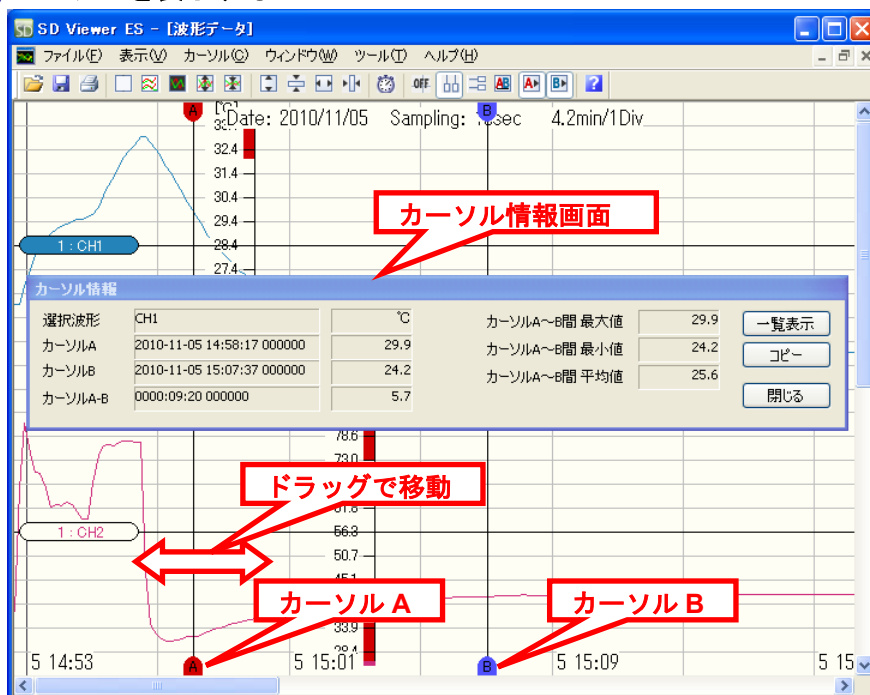 SD Viewer ES - [波形データ]
ファイル(F) 表示(V) カーソル(C) ウィンドウ(W) ツール(T) ヘルプ(H)
OFF AB A B ?
A [°C] B
Date: 2010/11/05 Sampling: sec 4.2min/1Div
32.4
31.4
30.4
カーソル情報画面
29.4
1 : CH1 28.4
27.4
カーソル情報
選択波形 CH1 °C カーソルA～B間 最大値 29.9 一覧表示
カーソルA 2010-11-05 14:58:17 000000 29.9 カーソルA～B間 最小値 24.2 コピー
カーソルB 2010-11-05 15:07:37 000000 24.2 カーソルA～B間 平均値 25.6
カーソルA-B 0000:09:20 000000 5.7 閉じる
78.6
73.0
ドラッグで移動
61.8
1 : CH2 56.3
50.7
45.1
カーソル A カーソル B
33.9
5 14:53 A 5 15:01 B 5 15:09 5 15